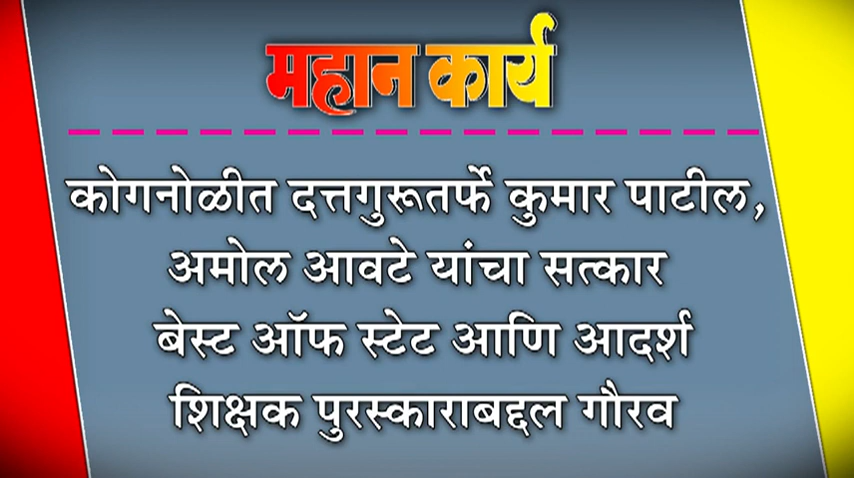 महान कार्य
कोगनोळीत दत्तगुरूतर्फे कुमार पाटील,
अमोल आवटे यांचा सत्कार
बेस्ट ऑफ स्टेट आणि आदर्श
शिक्षक पुरस्काराबद्दल गौरव